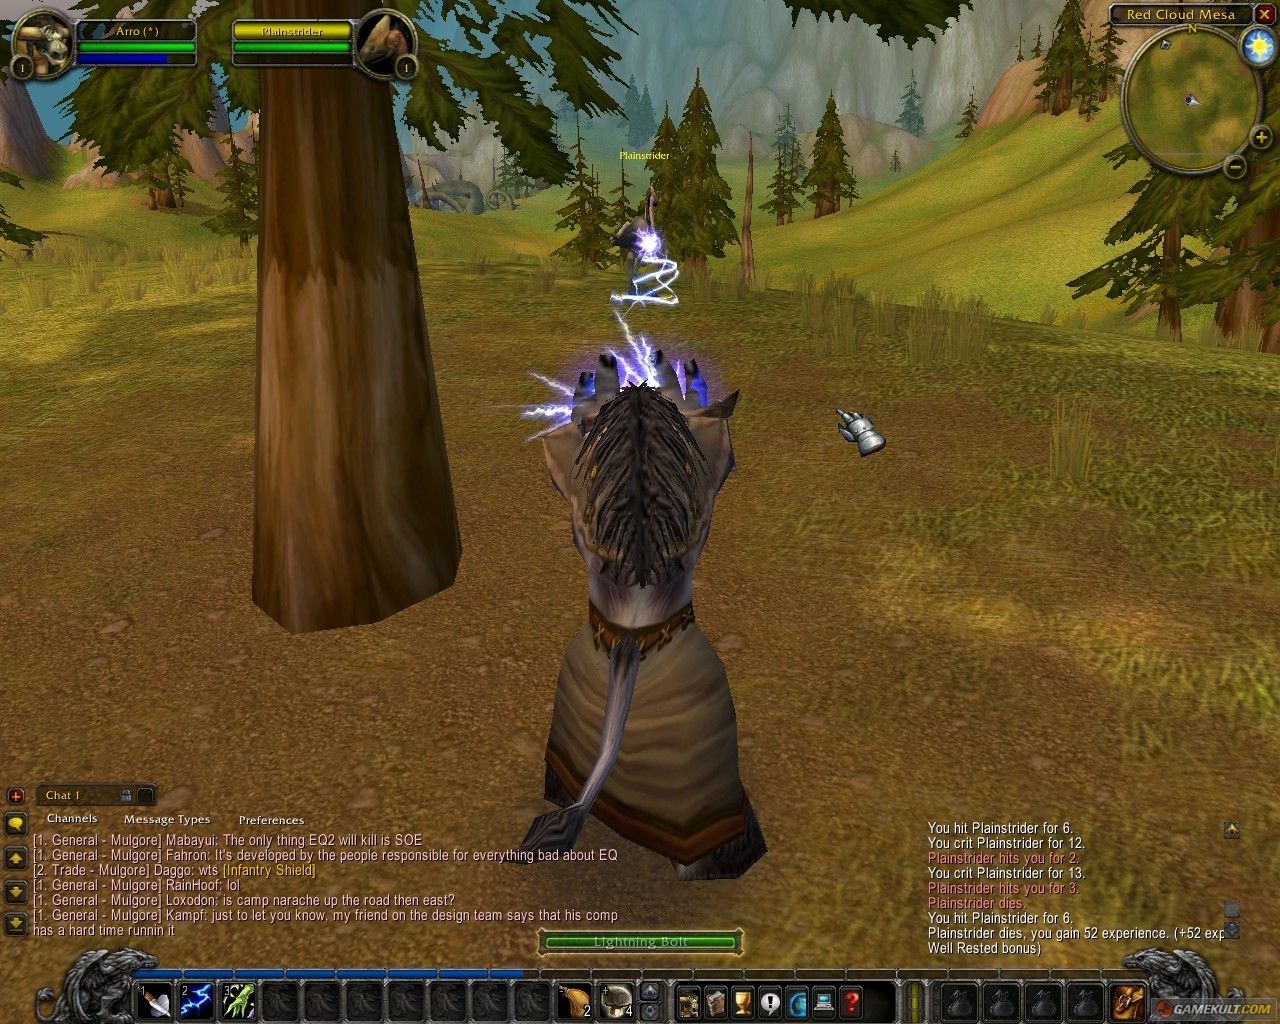 Arro (*)
1
Plainstrider
1
Red Cloud Mesa
N
Plainstrider
Chat 1
Channels Message Types Preferences
[1. General - Mulgore] Mabayui: The only thing EQ2 will kill is SOE
[1. General - Mulgore] Fahron: It's developed by the people responsible for everything bad about EQ
[2. Trade - Mulgore] Daggo: wts [Infantry Shield]
[1. General - Mulgore] RainHoof: lol
[1. General - Mulgore] Loxodon: is camp narache up the road then east?
[1. General - Mulgore] Kampf: just to let you know, my friend on the design team says that his comp
has a hard time runnin it
You hit Plainstrider for 6.
You crit Plainstrider for 12.
Plainstrider hits you for 2.
You crit Plainstrider for 13.
Plainstrider hits you for 3.
Plainstrider dies.
You hit Plainstrider for 6.
Plainstrider dies, you gain 52 experience. (+52 exp
Well Rested bonus)
Lightning Bolt
1 2 3 2 4
GAMEKULT.COM